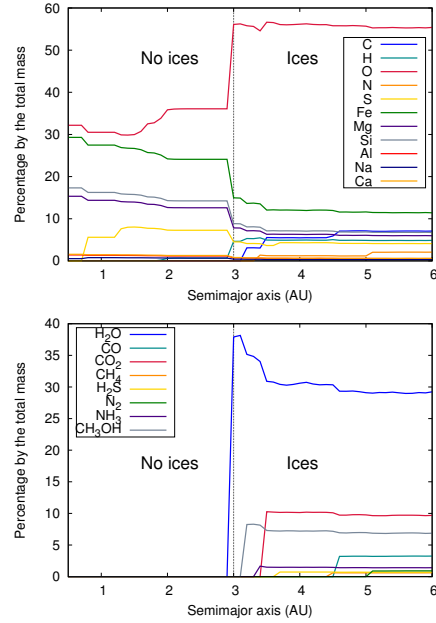 Percentage by the total mass
60
50
40
30
20
10
0
No ices
Ices
C
H
O
N
S
Fe
Mg
Si
Al
Na
Ca
1 2 3 4 5 6
Semimajor axis (AU)
Percentage by the total mass
40
35
30
25
20
15
10
5
0
H₂O
CO
CO₂
CH₄
H₂S
N₂
NH₃
CH₃OH
No ices
Ices
1 2 3 4 5 6
Semimajor axis (AU)